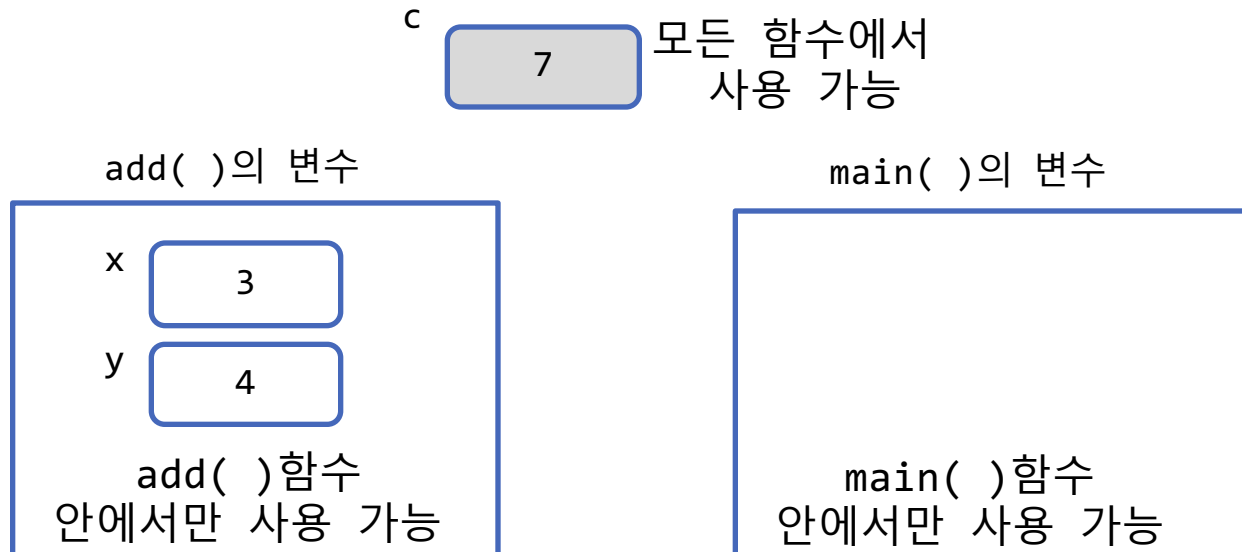 c
7
모든 함수에서
사용 가능
add( )의 변수
main( )의 변수
x
3
y
4
add( )함수
안에서만 사용 가능
main( )함수
안에서만 사용 가능